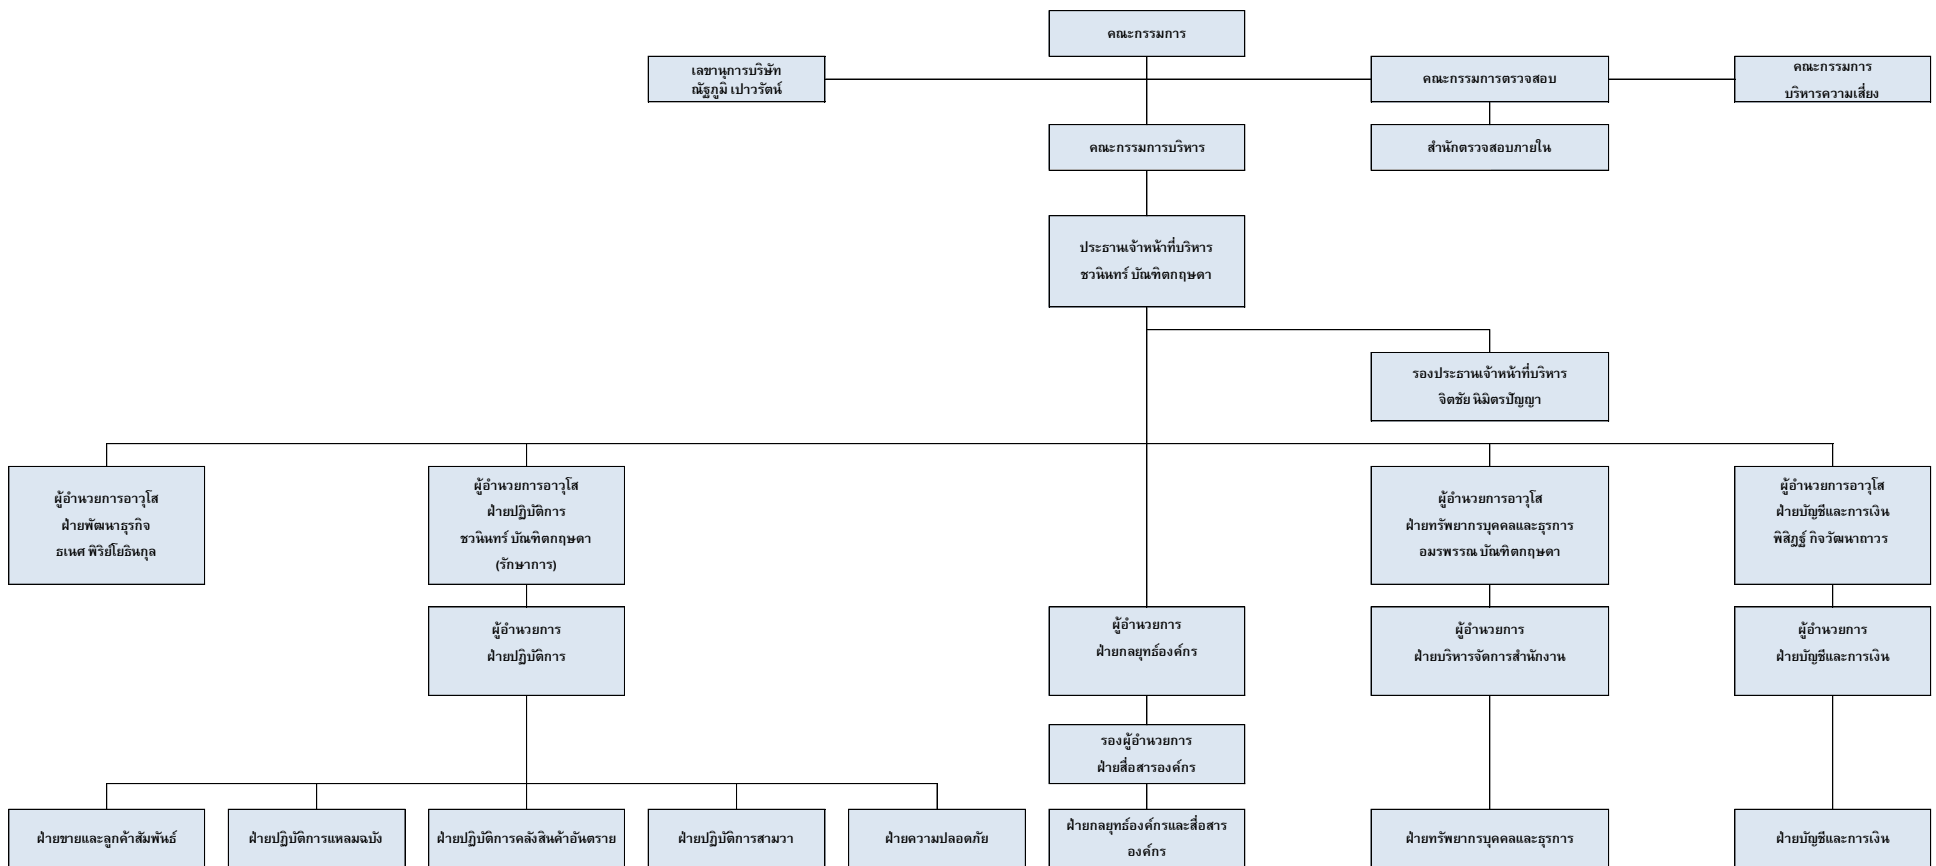 คณะกรรมการ
เลขานุการบริษัท
ณัฐภูมิ เปาวรัตน์
คณะกรรมการตรวจสอบ
คณะกรรมการ
บริหารความเสี่ยง
คณะกรรมการบริหาร
สำนักตรวจสอบภายใน
ประธานเจ้าหน้าที่บริหาร
ชวนินทร์ บัณฑิตกฤษดา
รองประธานเจ้าหน้าที่บริหาร
จิตชัย นิมิตรปัญญา
ผู้อำนวยการอาวุโส
ฝ่ายพัฒนาธุรกิจ
ธเนศ พิริย์โยธินกุล
ผู้อำนวยการอาวุโส
ฝ่ายปฏิบัติการ
ชวนินทร์ บัณฑิตกฤษดา
(รักษาการ)
ผู้อำนวยการอาวุโส
ฝ่ายทรัพยากรบุคคลและธุรการ
อมรพรรณ บัณฑิตกฤษดา
ผู้อำนวยการอาวุโส
ฝ่ายบัญชีและการเงิน
พิสิฎฐ์ กิจวัฒนาถาวร
ผู้อำนวยการ
ฝ่ายปฏิบัติการ
ผู้อำนวยการ
ฝ่ายกลยุทธ์องค์กร
ผู้อำนวยการ
ฝ่ายบริหารจัดการสำนักงาน
ผู้อำนวยการ
ฝ่ายบัญชีและการเงิน
รองผู้อำนวยการ
ฝ่ายสื่อสารองค์กร
ฝ่ายขายและลูกค้าสัมพันธ์
ฝ่ายปฏิบัติการแหลมฉบัง
ฝ่ายปฏิบัติการคลังสินค้าอันตราย
ฝ่ายปฏิบัติการสามวา
ฝ่ายความปลอดภัย
ฝ่ายกลยุทธ์องค์กรและสื่อสาร
องค์กร
ฝ่ายทรัพยากรบุคคลและธุรการ
ฝ่ายบัญชีและการเงิน